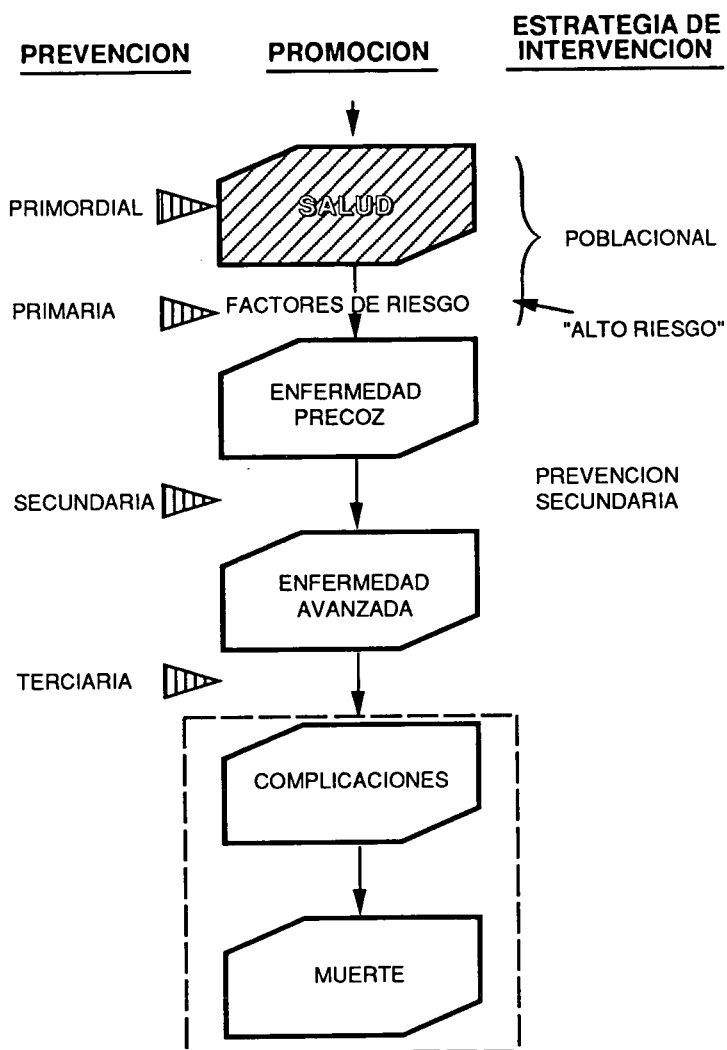 PREVENCION
PROMOCION
ESTRATEGIA DE
INTERVENCION
PRIMORDIAL
SALUD
POBLACIONAL
PRIMARIA
FACTORES DE RIESGO
"ALTO RIESGO"
ENFERMEDAD
PRECOZ
SECUNDARIA
PREVENCION
SECUNDARIA
ENFERMEDAD
AVANZADA
TERCIARIA
COMPLICACIONES
MUERTE